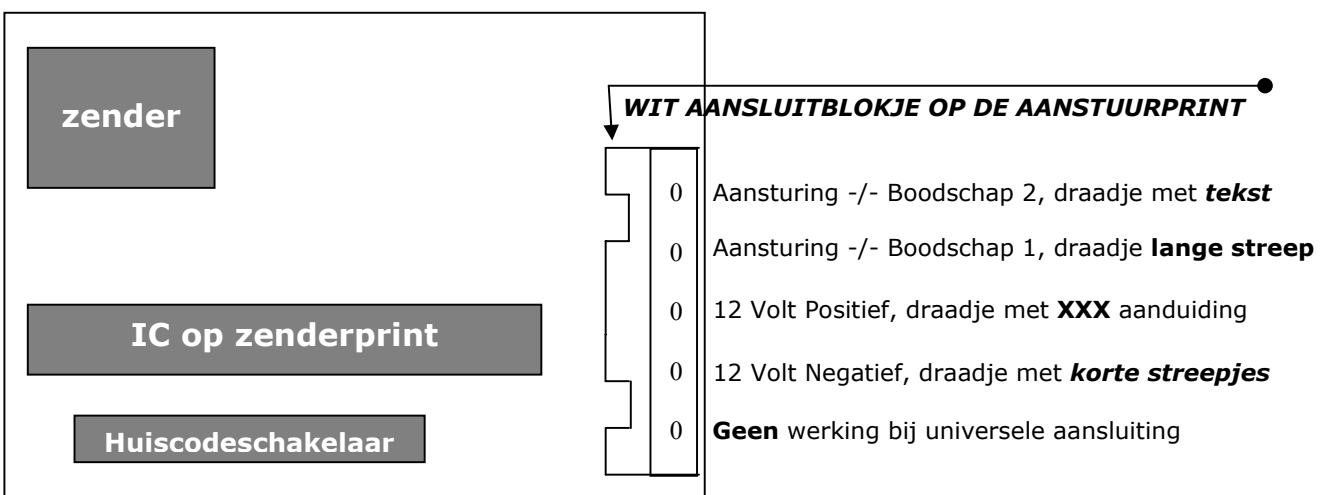 zender
WIT AANSLUITBLOKJE OP DE AANSTUURPRINT
0 Aansturing -/- Boodschap 2, draadje met tekst
0 Aansturing -/- Boodschap 1, draadje lange streep
0 12 Volt Positief, draadje met XXX aanduiding
IC op zenderprint
0 12 Volt Negatief, draadje met korte streepjes
0 Geen werking bij universele aansluiting
Huiscodeschakelaar